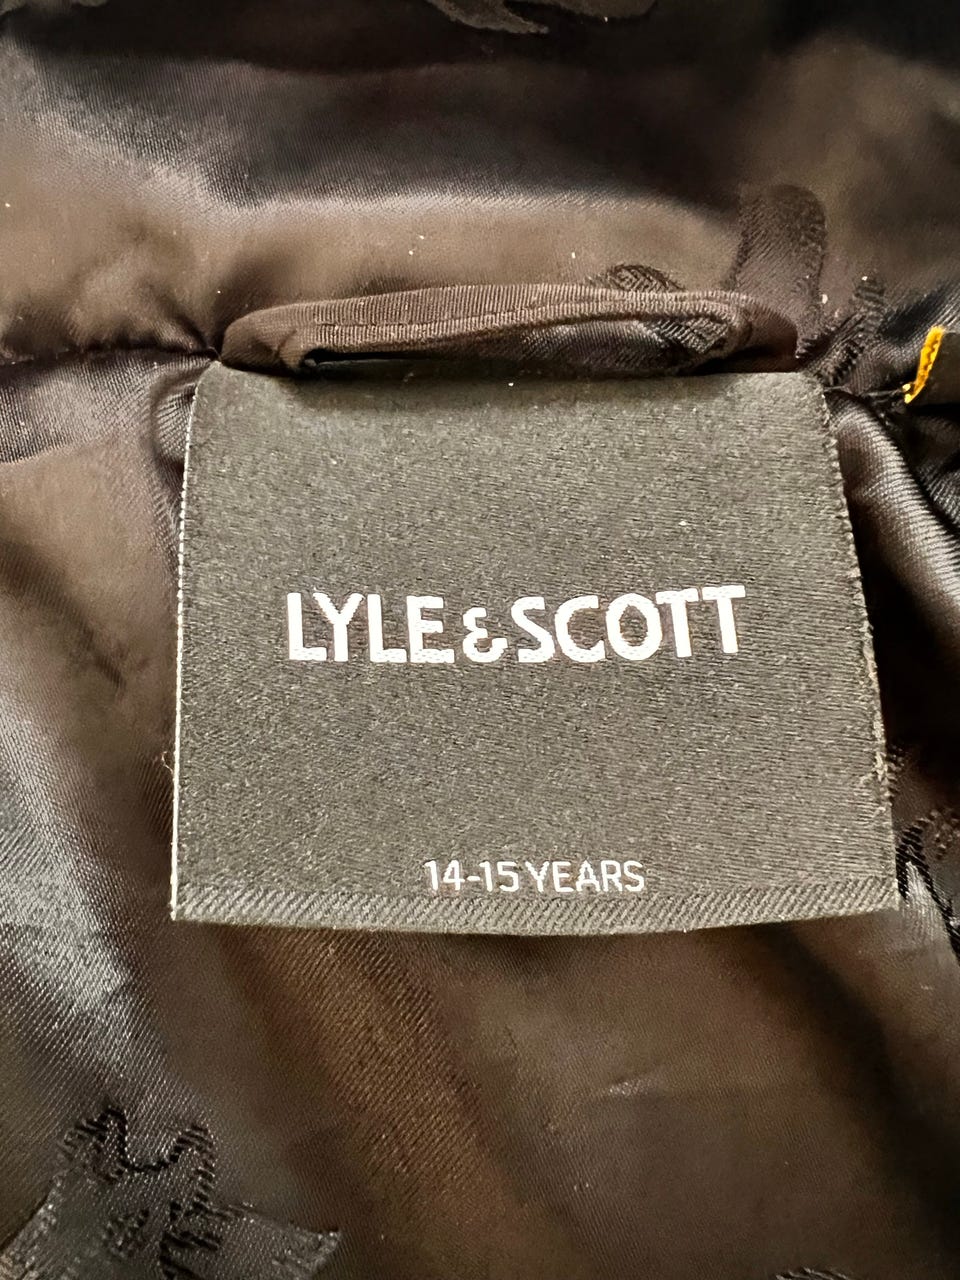 LYLE & SCOTT
14-15 YEARS